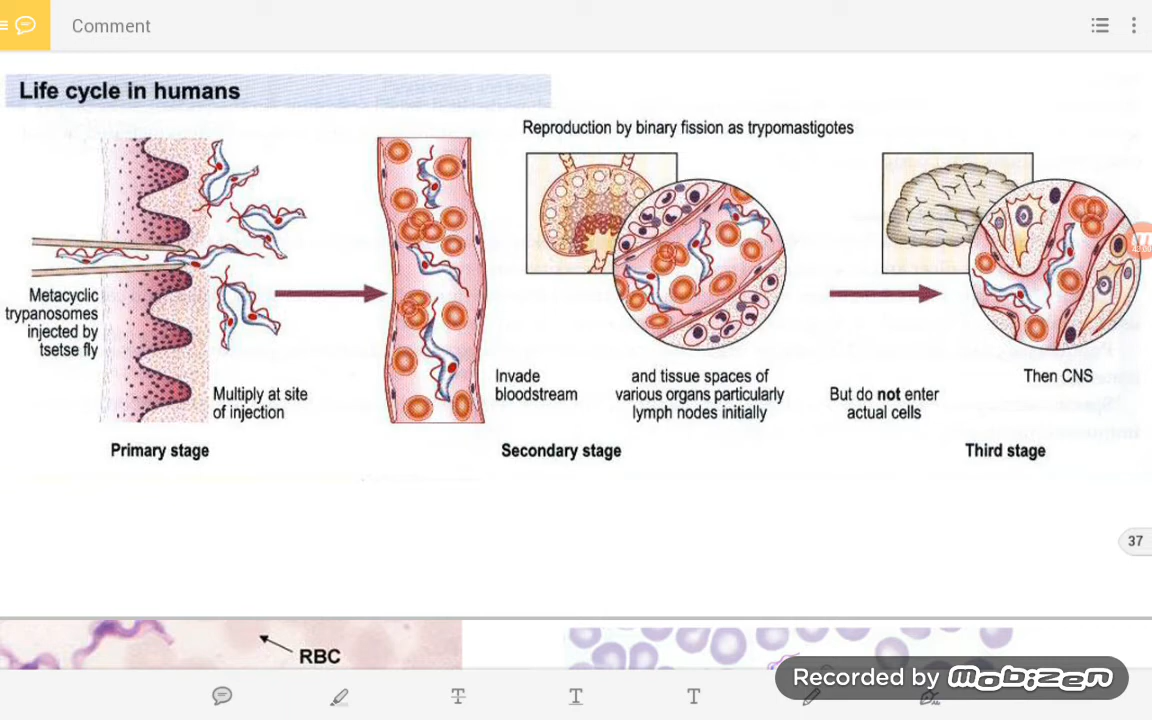 Comment
Life cycle in humans
Reproduction by binary fission as trypomastigotes
Metacyclic
trypanosomes
injected by
tsetse fly
Multiply at site
of injection
Invade
bloodstream
and tissue spaces of
various organs particularly
lymph nodes initially
But do not enter
actual cells
Then CNS
Primary stage
Secondary stage
Third stage
37
RBC
Recorded by mobizen
T
T
T